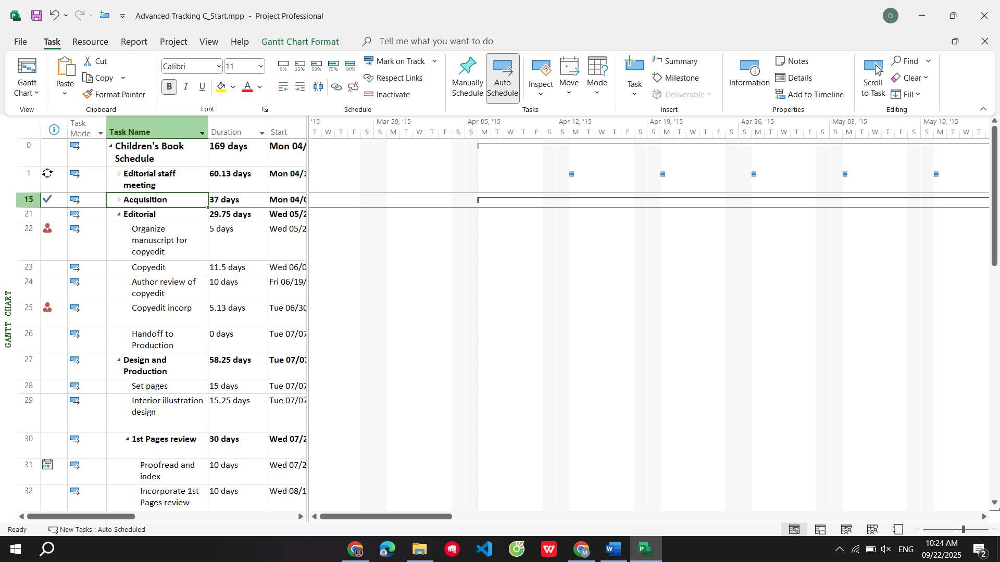 Advanced Tracking C_Start.mpp - Project Professional
D
File Task Resource Report Project View Help Gantt Chart Format Tell me what you want to do
Gantt Chart
View
Paste
Cut
Copy
Format Painter
Clipboard
Calibri 11
B I U A
Font
0% 25% 50% 75% 100%
Mark on Track
Respect Links
Inactivate
Schedule
Manually Schedule
Auto Schedule
Inspect
Move
Mode
Tasks
Task
Summary
Milestone
Deliverable
Insert
Information
Notes
Details
Add to Timeline
Properties
Scroll to Task
Find
Clear
Fill
Editing
Task Mode Task Name Duration Start
'15 Mar 29, '15 Apr 05, '15 Apr 12, '15 Apr 19, '15 Apr 26, '15 May 03, '15 May 10, '15
T W T F S S M T W T F S S M T W T F S S M T W T F S S M T W T F S S M T W T F S S M T W T F S S M T W T
0 Children's Book Schedule 169 days Mon 04/
1 Editorial staff meeting 60.13 days Mon 04/1
15 Acquisition 37 days Mon 04/0
21 Editorial 29.75 days Wed 05/2
22 Organize manuscript for copyedit 5 days Wed 05/2
23 Copyedit 11.5 days Wed 06/0
24 Author review of copyedit 10 days Fri 06/19/
25 Copyedit incorp 5.13 days Tue 06/30
26 Handoff to Production 0 days Tue 07/07
27 Design and Production 58.25 days Tue 07/07
28 Set pages 15 days Tue 07/07
29 Interior illustration design 15.25 days Tue 07/07
30 1st Pages review 30 days Wed 07/2
31 Proofread and index 10 days Wed 07/2
32 Incorporate 1st Pages review 10 days Wed 08/1
GANTT CHART
Ready New Tasks : Auto Scheduled
ENG
10:24 AM
09/22/2025
2